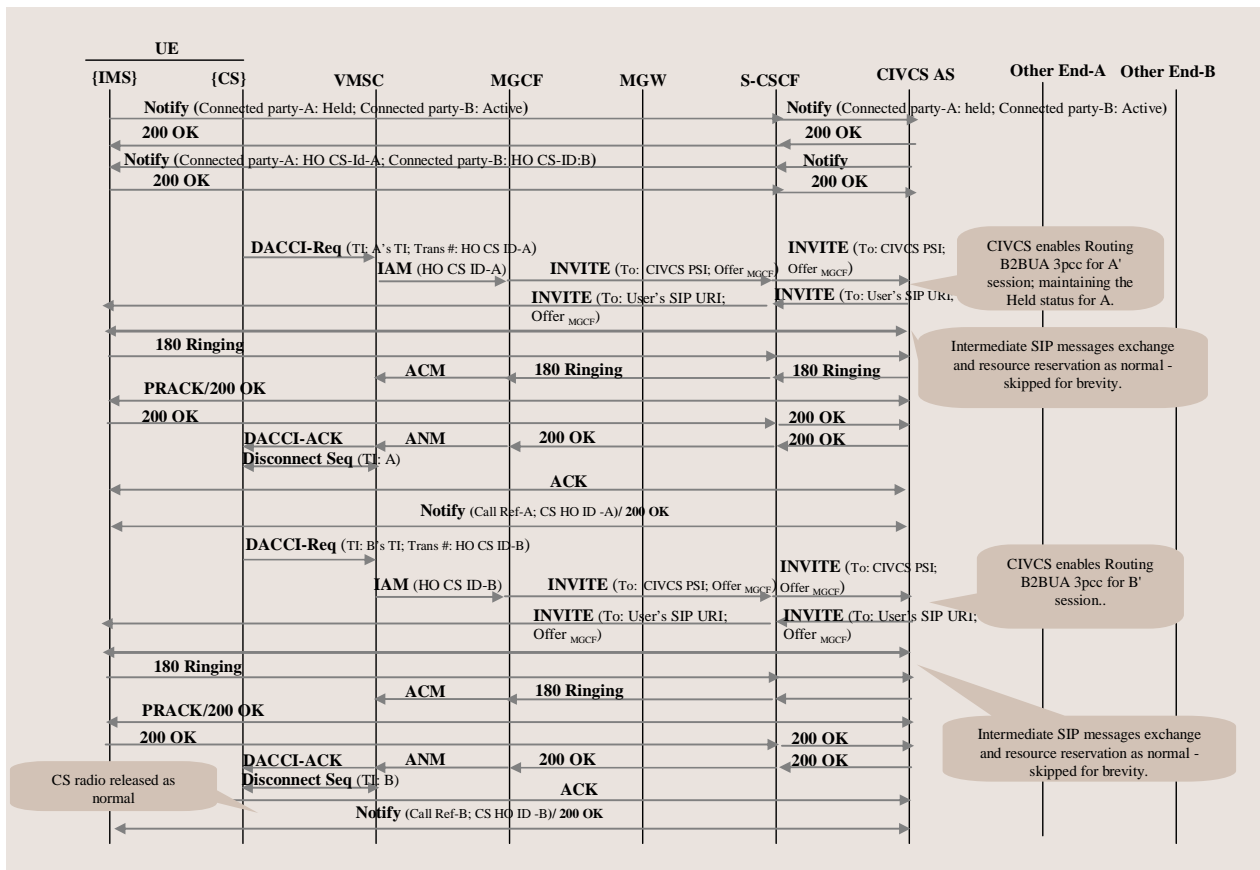 UE
{IMS} {CS} VMSC MGCF MGW S-CSCF CIVCS AS Other End-A Other End-B
Notify (Connected party-A: Held; Connected party-B: Active) Notify (Connected party-A: held; Connected party-B: Active)
200 OK 200 OK
Notify (Connected party-A: HO CS-Id-A; Connected party-B: HO CS-ID:B) Notify
200 OK 200 OK
DACCI-Req (TI: A's TI; Trans #: HO CS ID-A) INVITE (To: CIVCS PSI;
IAM (HO CS ID-A) INVITE (To: CIVCS PSI; Offer MGCF) Offer MGCF)
CIVCS enables Routing
B2BUA 3pcc for A'
session; maintaining the
Held status for A.
INVITE (To: User's SIP URI; INVITE (To: User's SIP URI;
Offer MGCF)
180 Ringing
Intermediate SIP messages exchange
and resource reservation as normal -
skipped for brevity.
ACM 180 Ringing 180 Ringing
PRACK/200 OK
200 OK 200 OK
DACCI-ACK ANM 200 OK 200 OK
Disconnect Seq (TI: A)
ACK
Notify (Call Ref-A; CS HO ID -A)/ 200 OK
DACCI-Req (TI: B's TI; Trans #: HO CS ID-B)
IAM (HO CS ID-B) INVITE (To: CIVCS PSI; Offer MGCF)
INVITE (To: CIVCS PSI;
Offer MGCF)
CIVCS enables Routing
B2BUA 3pcc for B'
session..
INVITE (To: User's SIP URI; INVITE (To: User's SIP URI;
Offer MGCF) Offer MGCF)
180 Ringing
ACM 180 Ringing
PRACK/200 OK
200 OK 200 OK
Intermediate SIP messages exchange
and resource reservation as normal -
skipped for brevity.
DACCI-ACK ANM 200 OK 200 OK
Disconnect Seq (TI: B)
CS radio released as
normal
ACK
Notify (Call Ref-B; CS HO ID -B)/ 200 OK